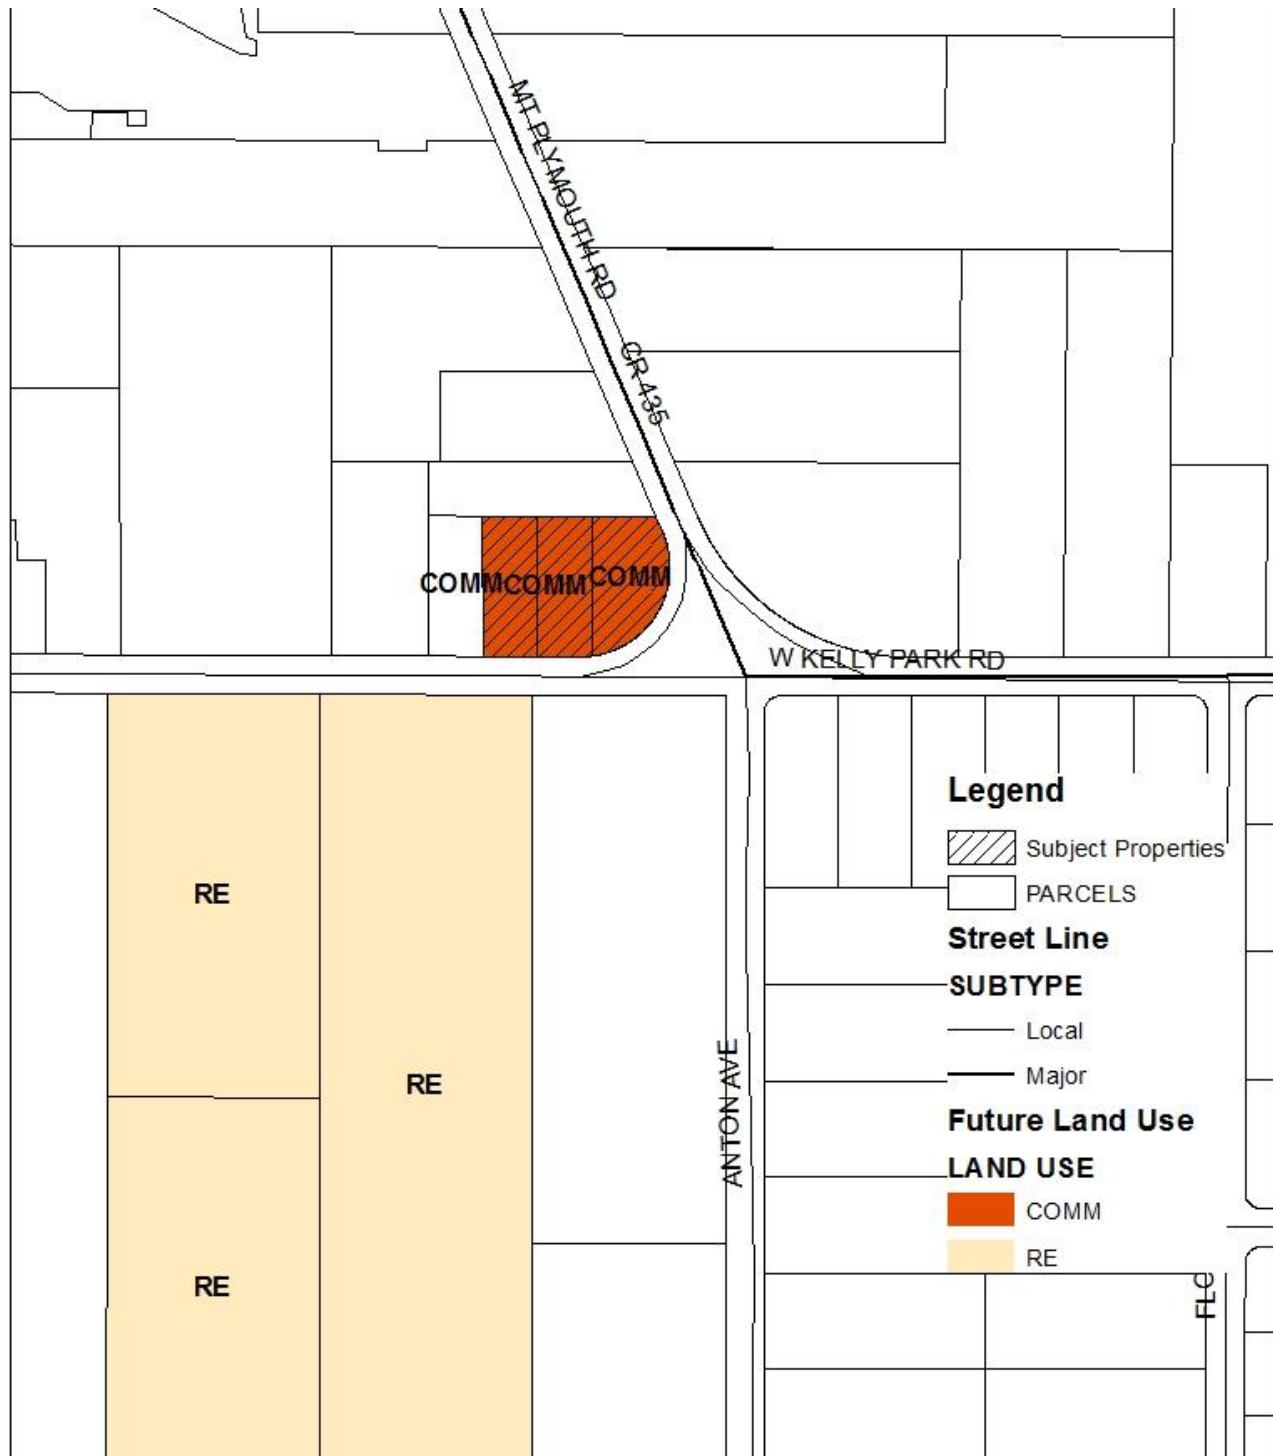 MT PLYMOUTH RD
CR 435
COMM COMM COMM
W KELLY PARK RD
Legend
Subject Properties
PARCELS
Street Line
SUBTYPE
Local
Major
Future Land Use
LAND USE
COMM
RE
RE
RE
RE
ANTON AVE
FLO